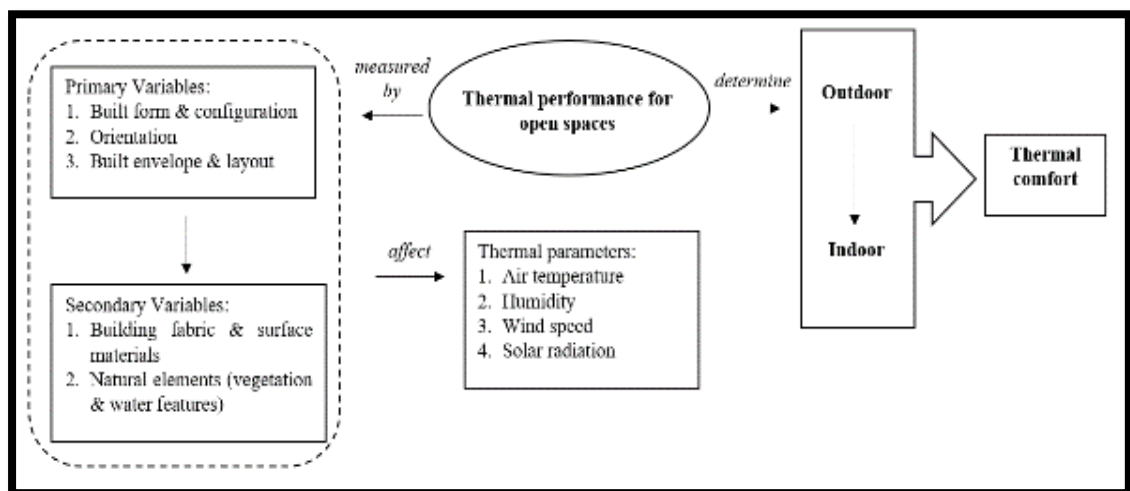 Primary Variables:
1. Built form & configuration
2. Orientation
3. Built envelope & layout
measured
by
Thermal performance for
open spaces
determine
Outdoor
Indoor
Thermal
comfort
Secondary Variables:
1. Building fabric & surface
materials
2. Natural elements (vegetation
& water features)
affect
Thermal parameters:
1. Air temperature
2. Humidity
3. Wind speed
4. Solar radiation